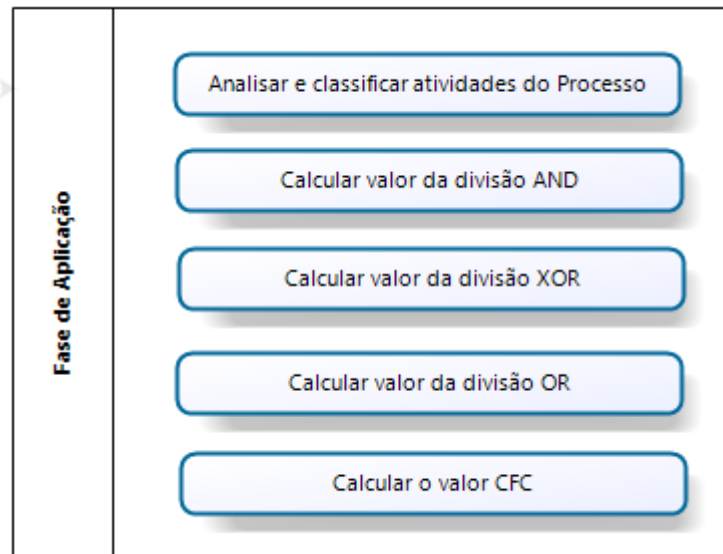 Fase de Aplicação
Analisar e classificar atividades do Processo
Calcular valor da divisão AND
Calcular valor da divisão XOR
Calcular valor da divisão OR
Calcular o valor CFC